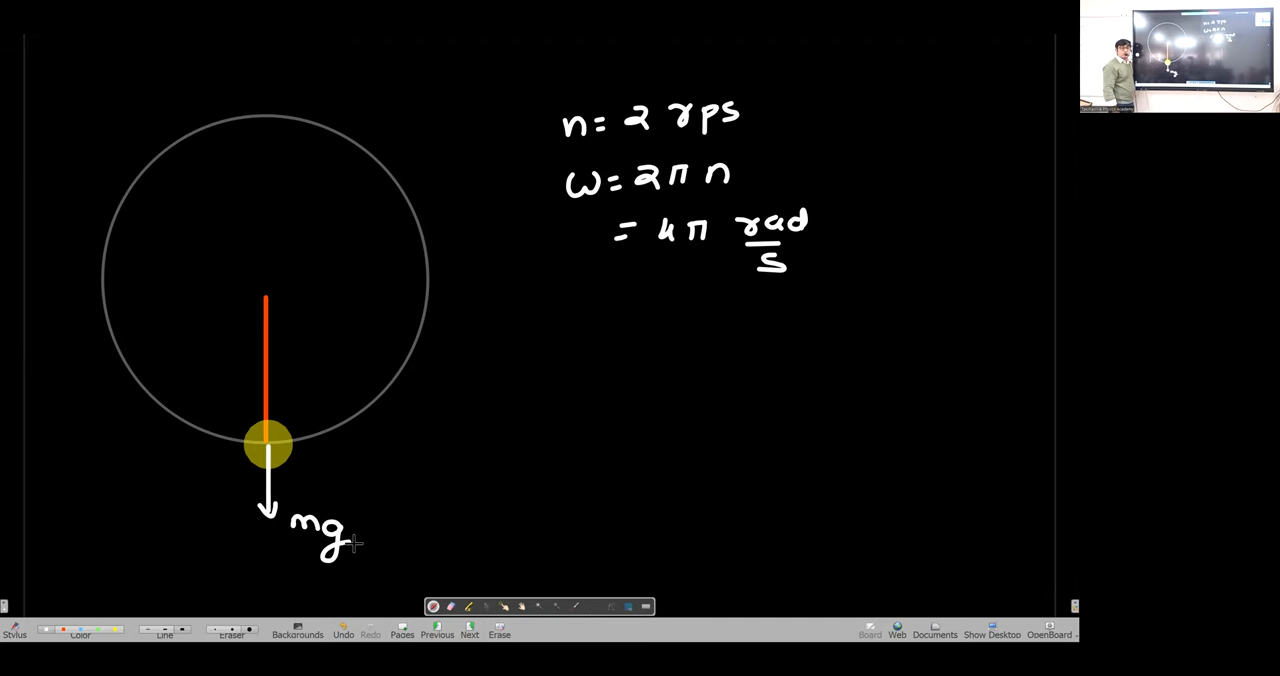 n = 2 rps
ω = 2π n
= 4π rad/s
mg
Stylus Color Line Eraser Backgrounds Undo Redo Pages Previous Next Erase Board Web Documents Show Desktop OpenBoard